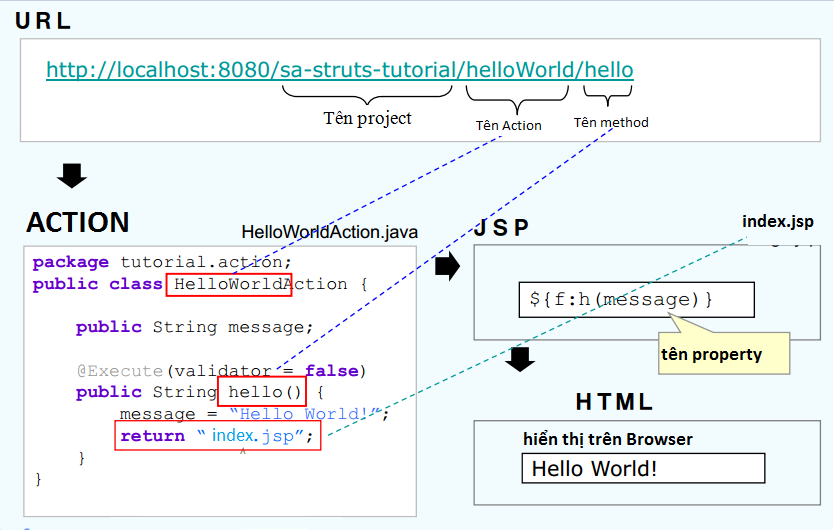 URL
http://localhost:8080/sa-struts-tutorial/helloWorld/hello
Tên project
Tên Action
Tên method
ACTION
HelloWorldAction.java
package tutorial.action;
public class HelloWorldAction {
public String message;
@Execute(validator = false)
public String hello() {
message = “Hello World!”;
return “ index.jsp”;
}
}
JSP
index.jsp
${f:h(message)}
tên property
HTML
hiển thị trên Browser
Hello World!